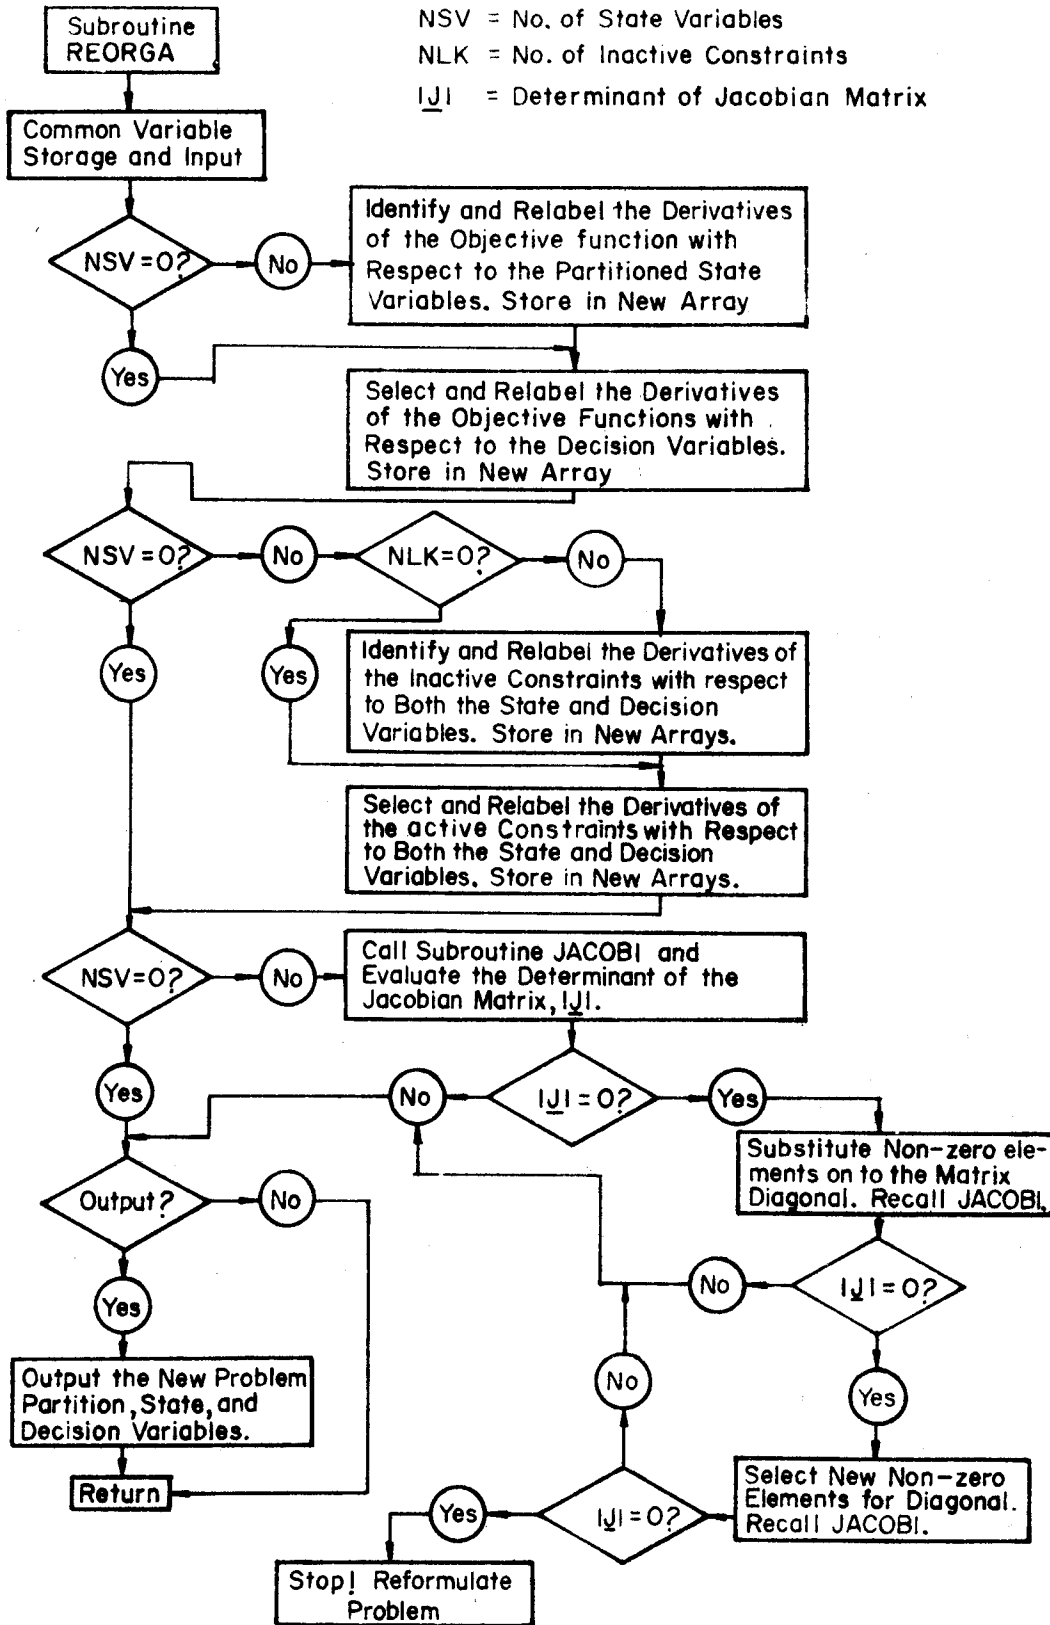 Subroutine
REORGA
NSV = No. of State Variables
NLK = No. of Inactive Constraints
|J| = Determinant of Jacobian Matrix
Common Variable
Storage and Input
NSV=0?
No
Identify and Relabel the Derivatives
of the Objective function with
Respect to the Partitioned State
Variables. Store in New Array
Yes
Select and Relabel the Derivatives
of the Objective Functions with
Respect to the Decision Variables.
Store in New Array
NSV=0?
No
NLK=0?
No
Yes
Yes
Identify and Relabel the Derivatives of
the Inactive Constraints with respect
to Both the State and Decision
Variables. Store in New Arrays.
Select and Relabel the Derivatives of
the active Constraints with Respect
to Both the State and Decision
Variables. Store in New Arrays.
NSV=0?
No
Call Subroutine JACOBI and
Evaluate the Determinant of the
Jacobian Matrix, |J|.
Yes
No
|J|=0?
Yes
Substitute Non-zero ele-
ments on to the Matrix
Diagonal. Recall JACOBI.
Output?
No
No
|J|=0?
Yes
No
Yes
Output the New Problem
Partition, State, and
Decision Variables.
Return
Yes
|J|=0?
Select New Non-zero
Elements for Diagonal.
Recall JACOBI.
Stop! Reformulate
Problem